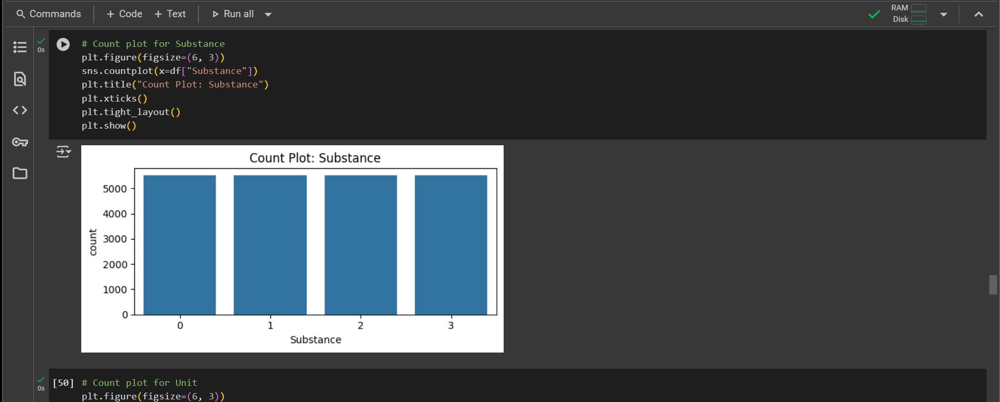 Commands + Code + Text Run all
RAM
Disk
0s
# Count plot for Substance
plt.figure(figsize=(6, 3))
sns.countplot(x=df["Substance"])
plt.title("Count Plot: Substance")
plt.xticks()
plt.tight_layout()
plt.show()
Count Plot: Substance
5000
4000
3000
2000
1000
0
count
0 1 2 3
Substance
0s
[50] # Count plot for Unit
plt.figure(figsize=(6, 3))